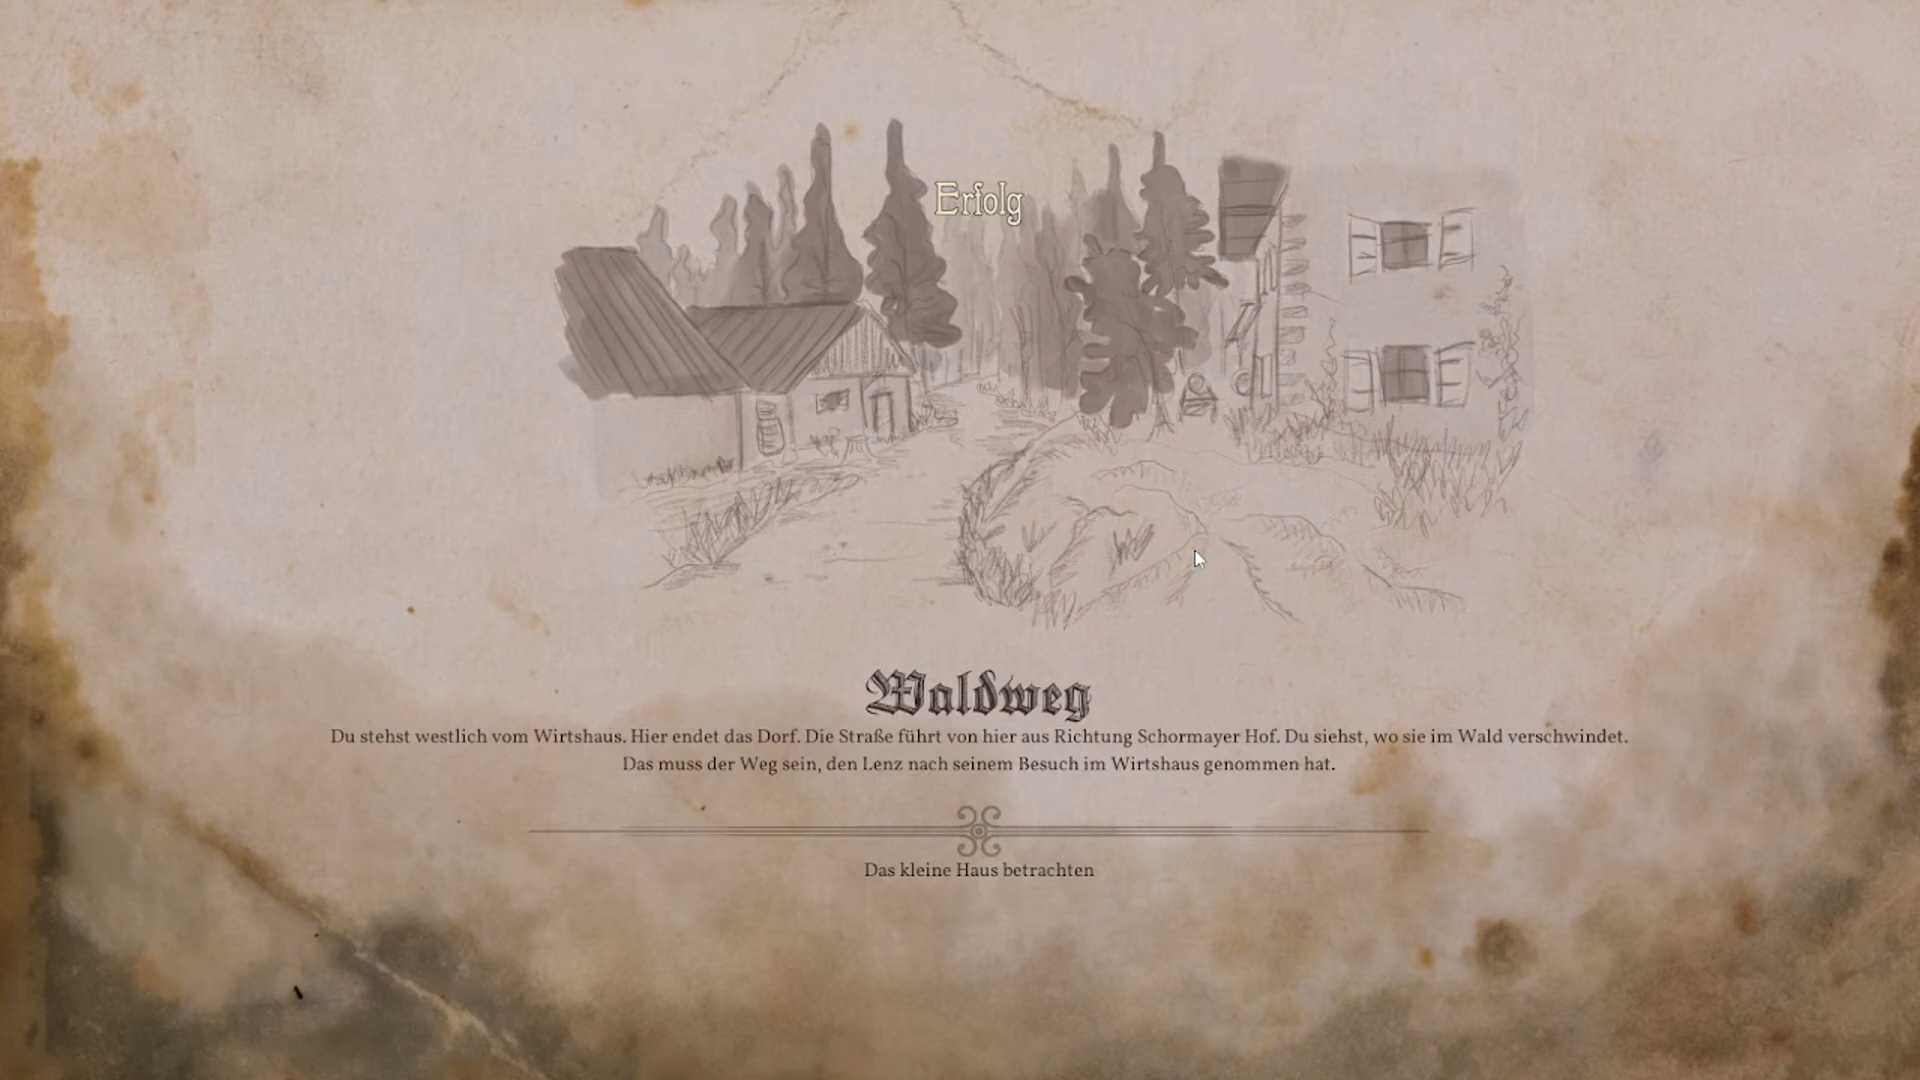 Erfolg
Waldweg
Du stehst westlich vom Wirtshaus. Hier endet das Dorf. Die Straße führt von hier aus Richtung Schormayer Hof. Du siehst, wo sie im Wald verschwindet.
Das muss der Weg sein, den Lenz nach seinem Besuch im Wirtshaus genommen hat.
Das kleine Haus betrachten